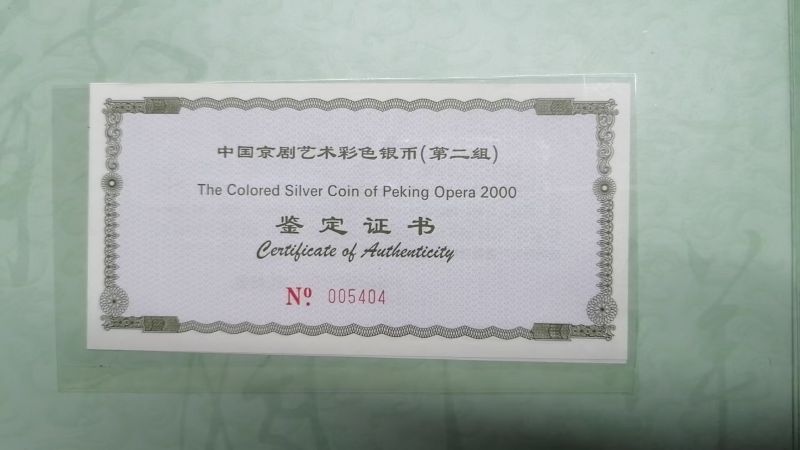 中国京剧艺术彩色银币(第二组)
The Colored Silver Coin of Peking Opera 2000
鉴定证书
Certificate of Authenticity
Nº 005404